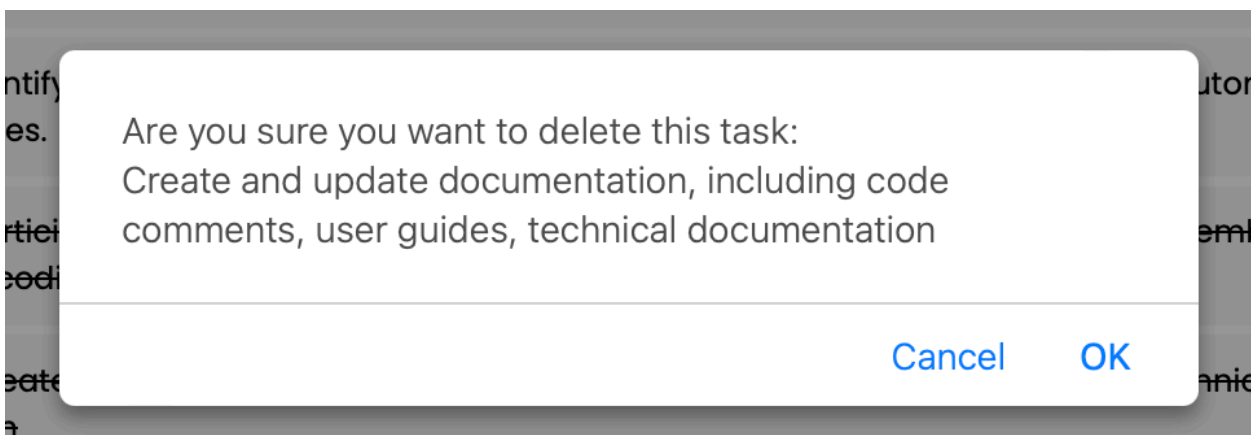 Are you sure you want to delete this task:
Create and update documentation, including code
comments, user guides, technical documentation
Cancel OK